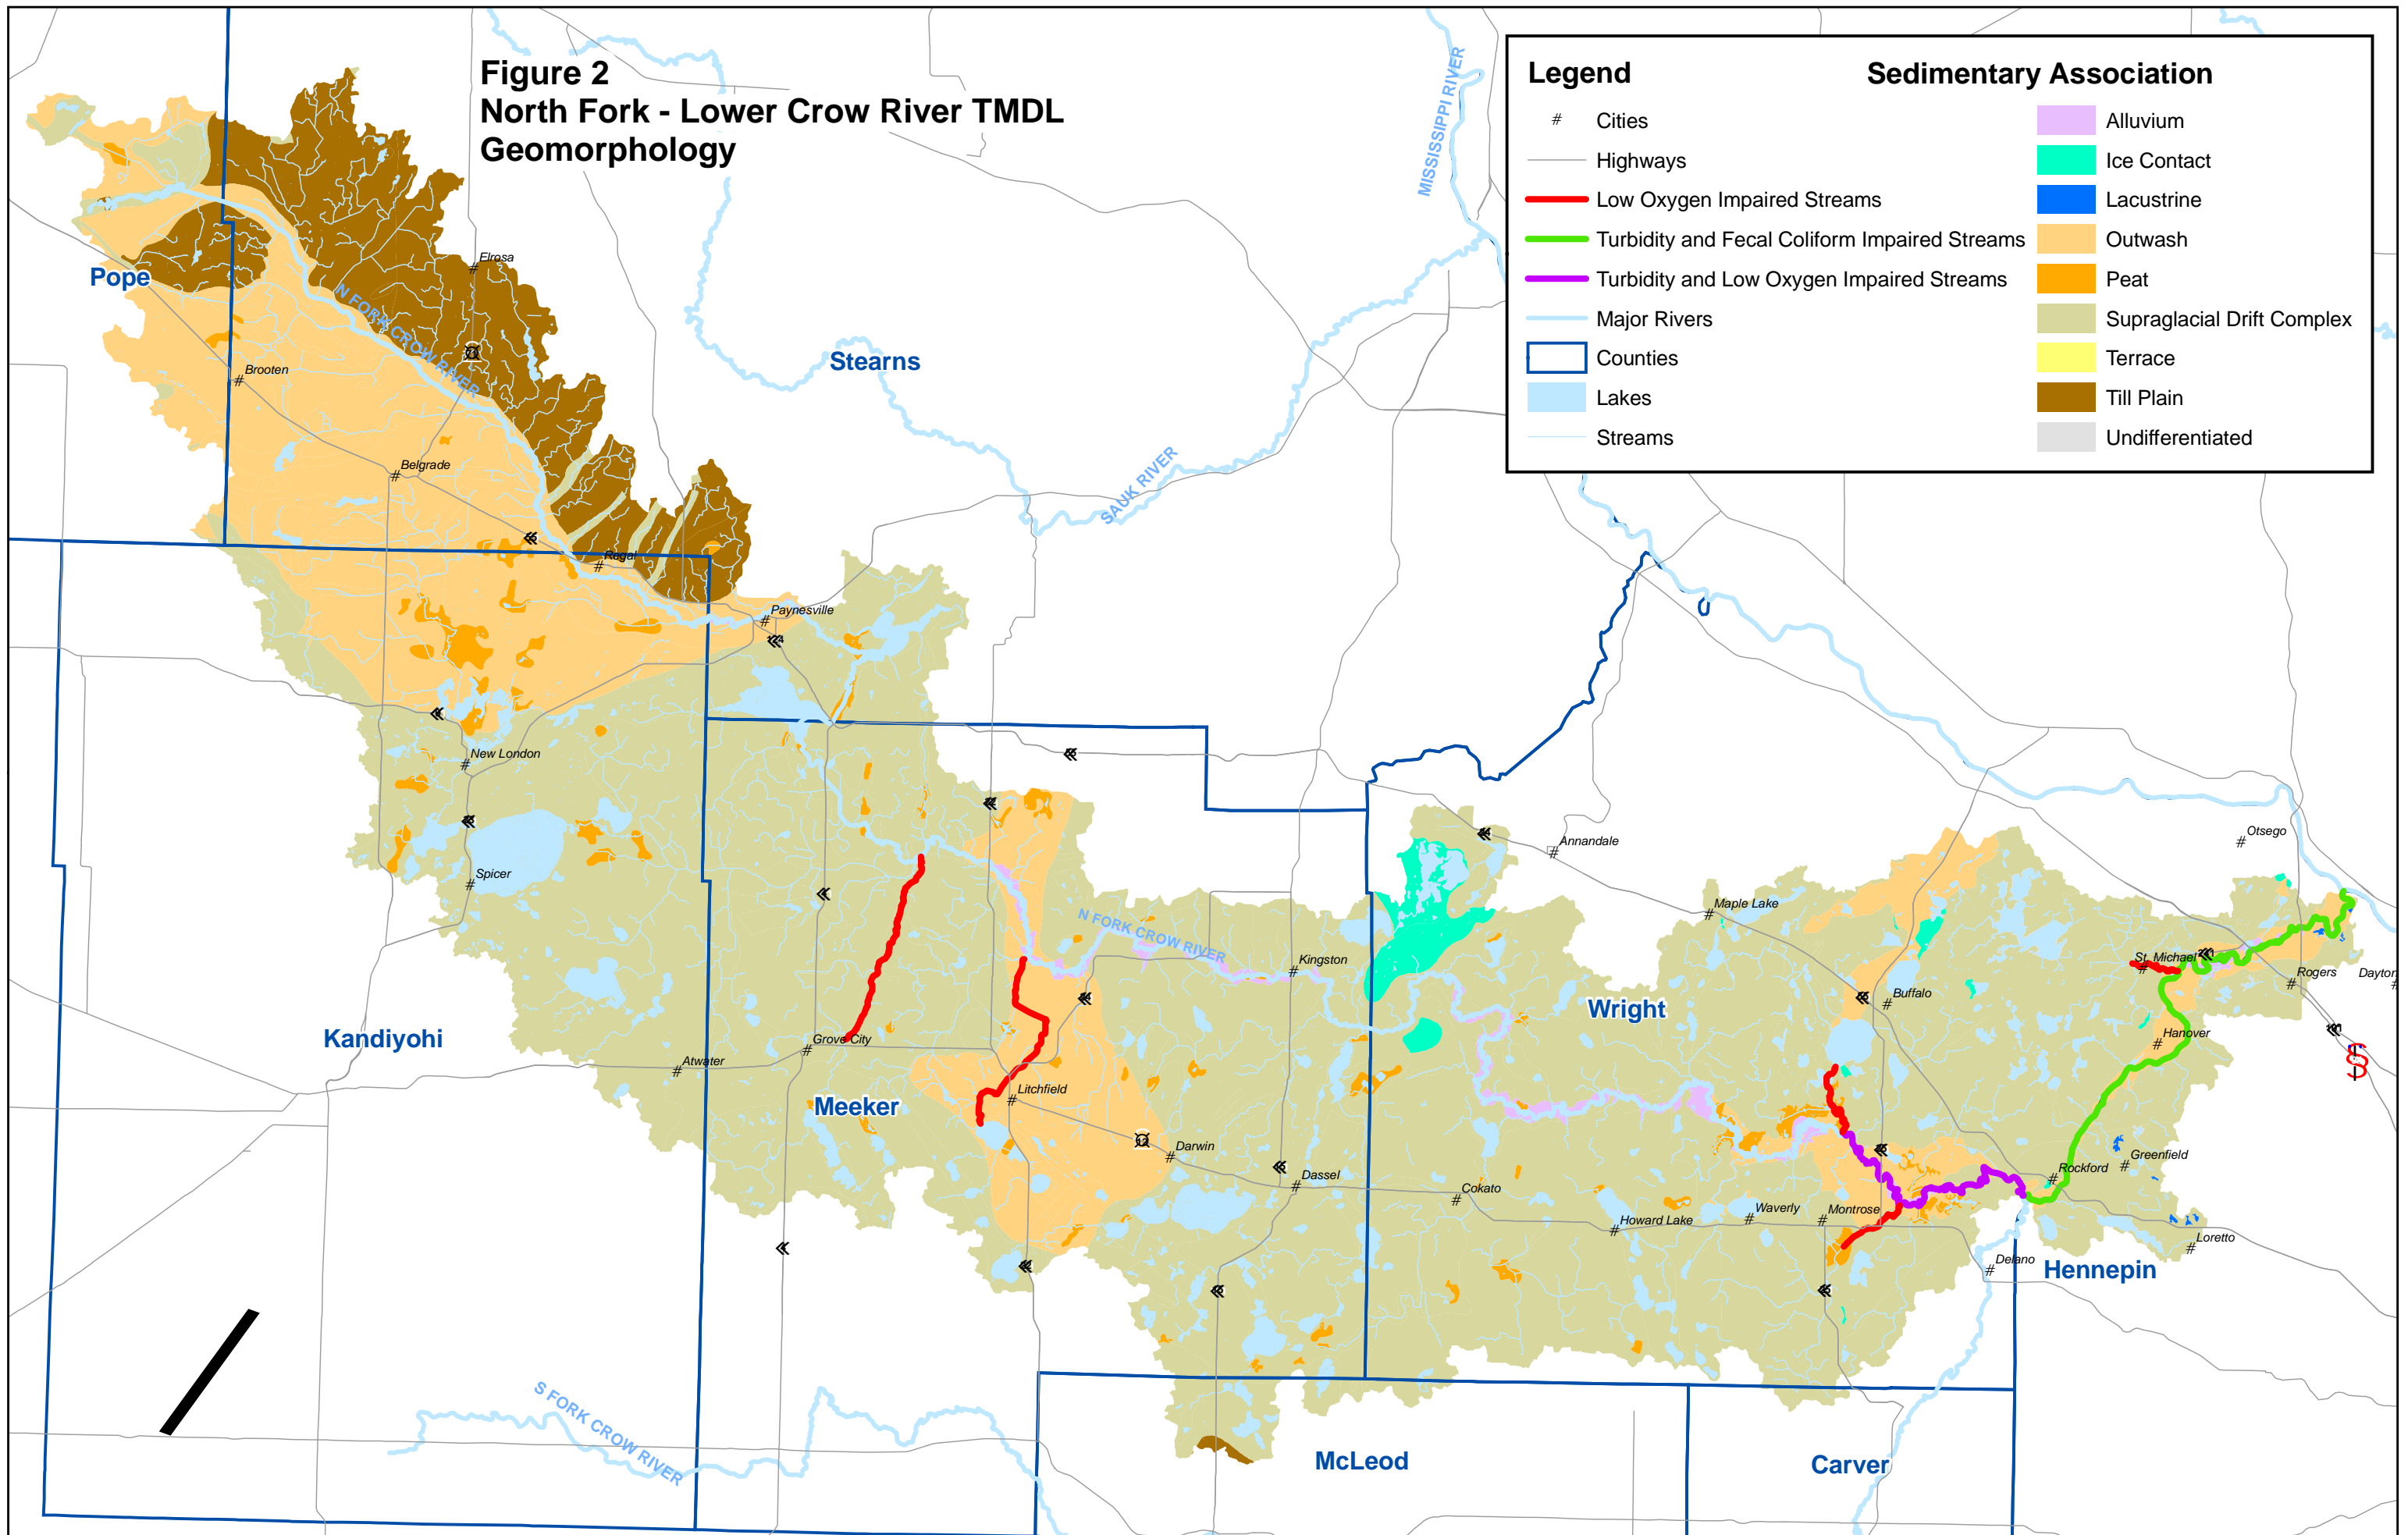 Figure 2
North Fork - Lower Crow River TMDL
Geomorphology
Legend
Cities
Highways
Low Oxygen Impaired Streams
Turbidity and Fecal Coliform Impaired Streams
Turbidity and Low Oxygen Impaired Streams
Major Rivers
Counties
Lakes
Streams
Sedimentary Association
Alluvium
Ice Contact
Lacustrine
Outwash
Peat
Supraglacial Drift Complex
Terrace
Till Plain
Undifferentiated
MISSISSIPPI RIVER
Elrosa
Pope
N FORK CROW RIVER
Stearns
Brooten
Belgrade
SAUK RIVER
Regal
Paynesville
New London
Spicer
Annandale
Otsego
Maple Lake
N FORK CROW RIVER
Kingston
St. Michael
Rogers
Dayton
Wright
Buffalo
Hanover
Kandiyohi
Grove City
Atwater
Meeker
Litchfield
Darwin
Dassel
Cokato
Howard Lake
Waverly
Montrose
Rockford
Greenfield
Loretto
Delano
Hennepin
S FORK CROW RIVER
McLeod
Carver